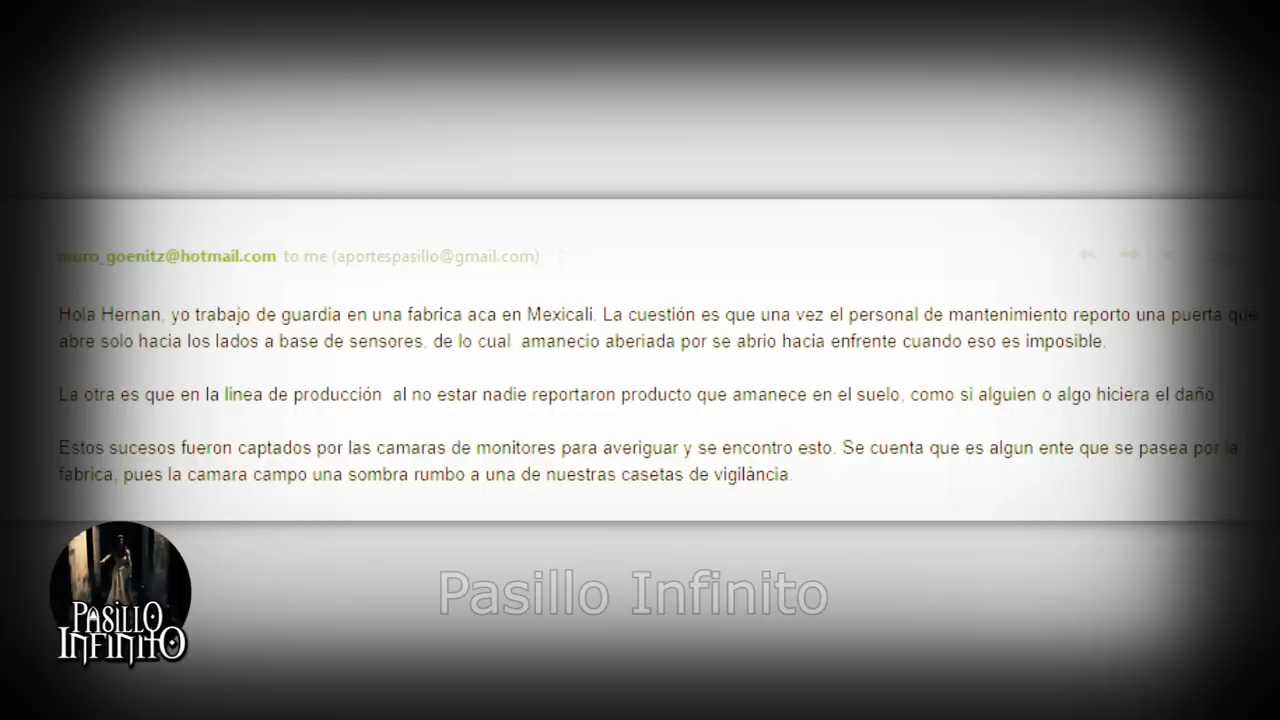 moro_goenitz@hotmail.com to me (aportespasillo@gmail.com)
Hola Hernan, yo trabajo de guardia en una fabrica aca en Mexicali. La cuestión es que una vez el personal de mantenimiento reporto una puerta que
abre solo hacia los lados a base de sensores, de lo cual amanecio aberiada por se abrio hacia enfrente cuando eso es imposible.
La otra es que en la linea de producción al no estar nadie reportaron producto que amanece en el suelo, como si alguien o algo hiciera el daño
Estos sucesos fueron captados por las camaras de monitores para averiguar y se encontro esto. Se cuenta que es algun ente que se pasea por la
fabrica, pues la camara campo una sombra rumbo a una de nuestras casetas de vigilancia.
Pasillo Infinito
PASILLO
INFINITO